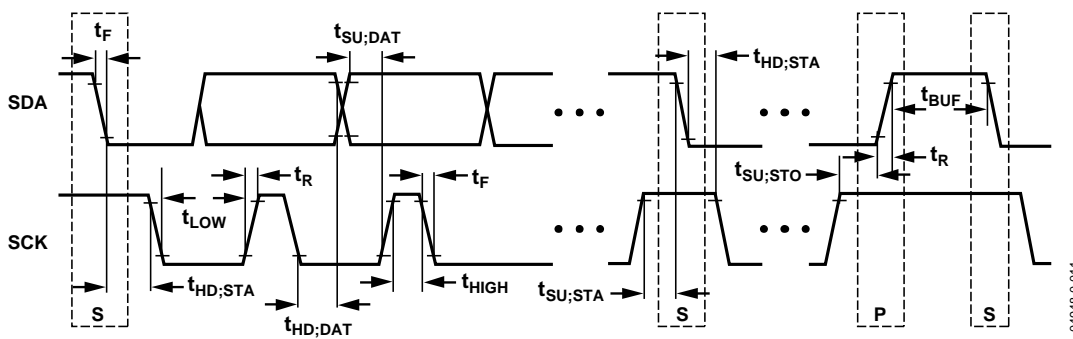 tF
tSU;DAT
tHD;STA
SDA
tBUF
tR
tF
tSU;STO
tR
tLOW
SCK
tHD;STA
tHIGH
tSU;STA
tHD;DAT
S
S
P
S